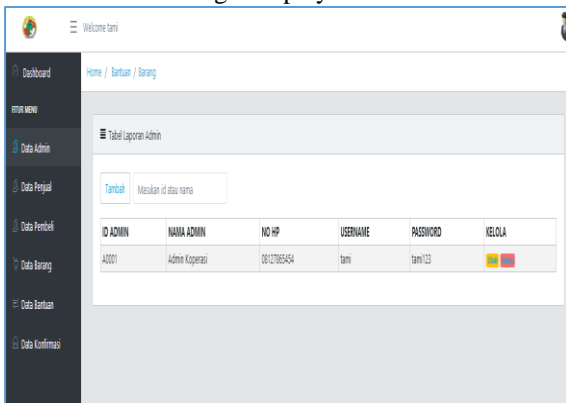 Welcome tami
Dashboard
Home / Bantuan / Barang
FITUR MENU
Data Admin
Data Penjual
Data Pembeli
Data Barang
Data Bantuan
Data Konfirmasi
Tabel Laporan Admin
Tambah Masukan id atau nama
ID ADMIN NAMA ADMIN NO HP USERNAME PASSWORD KELOLA
A0001 Admin Koperasi 08127865454 tami tami123